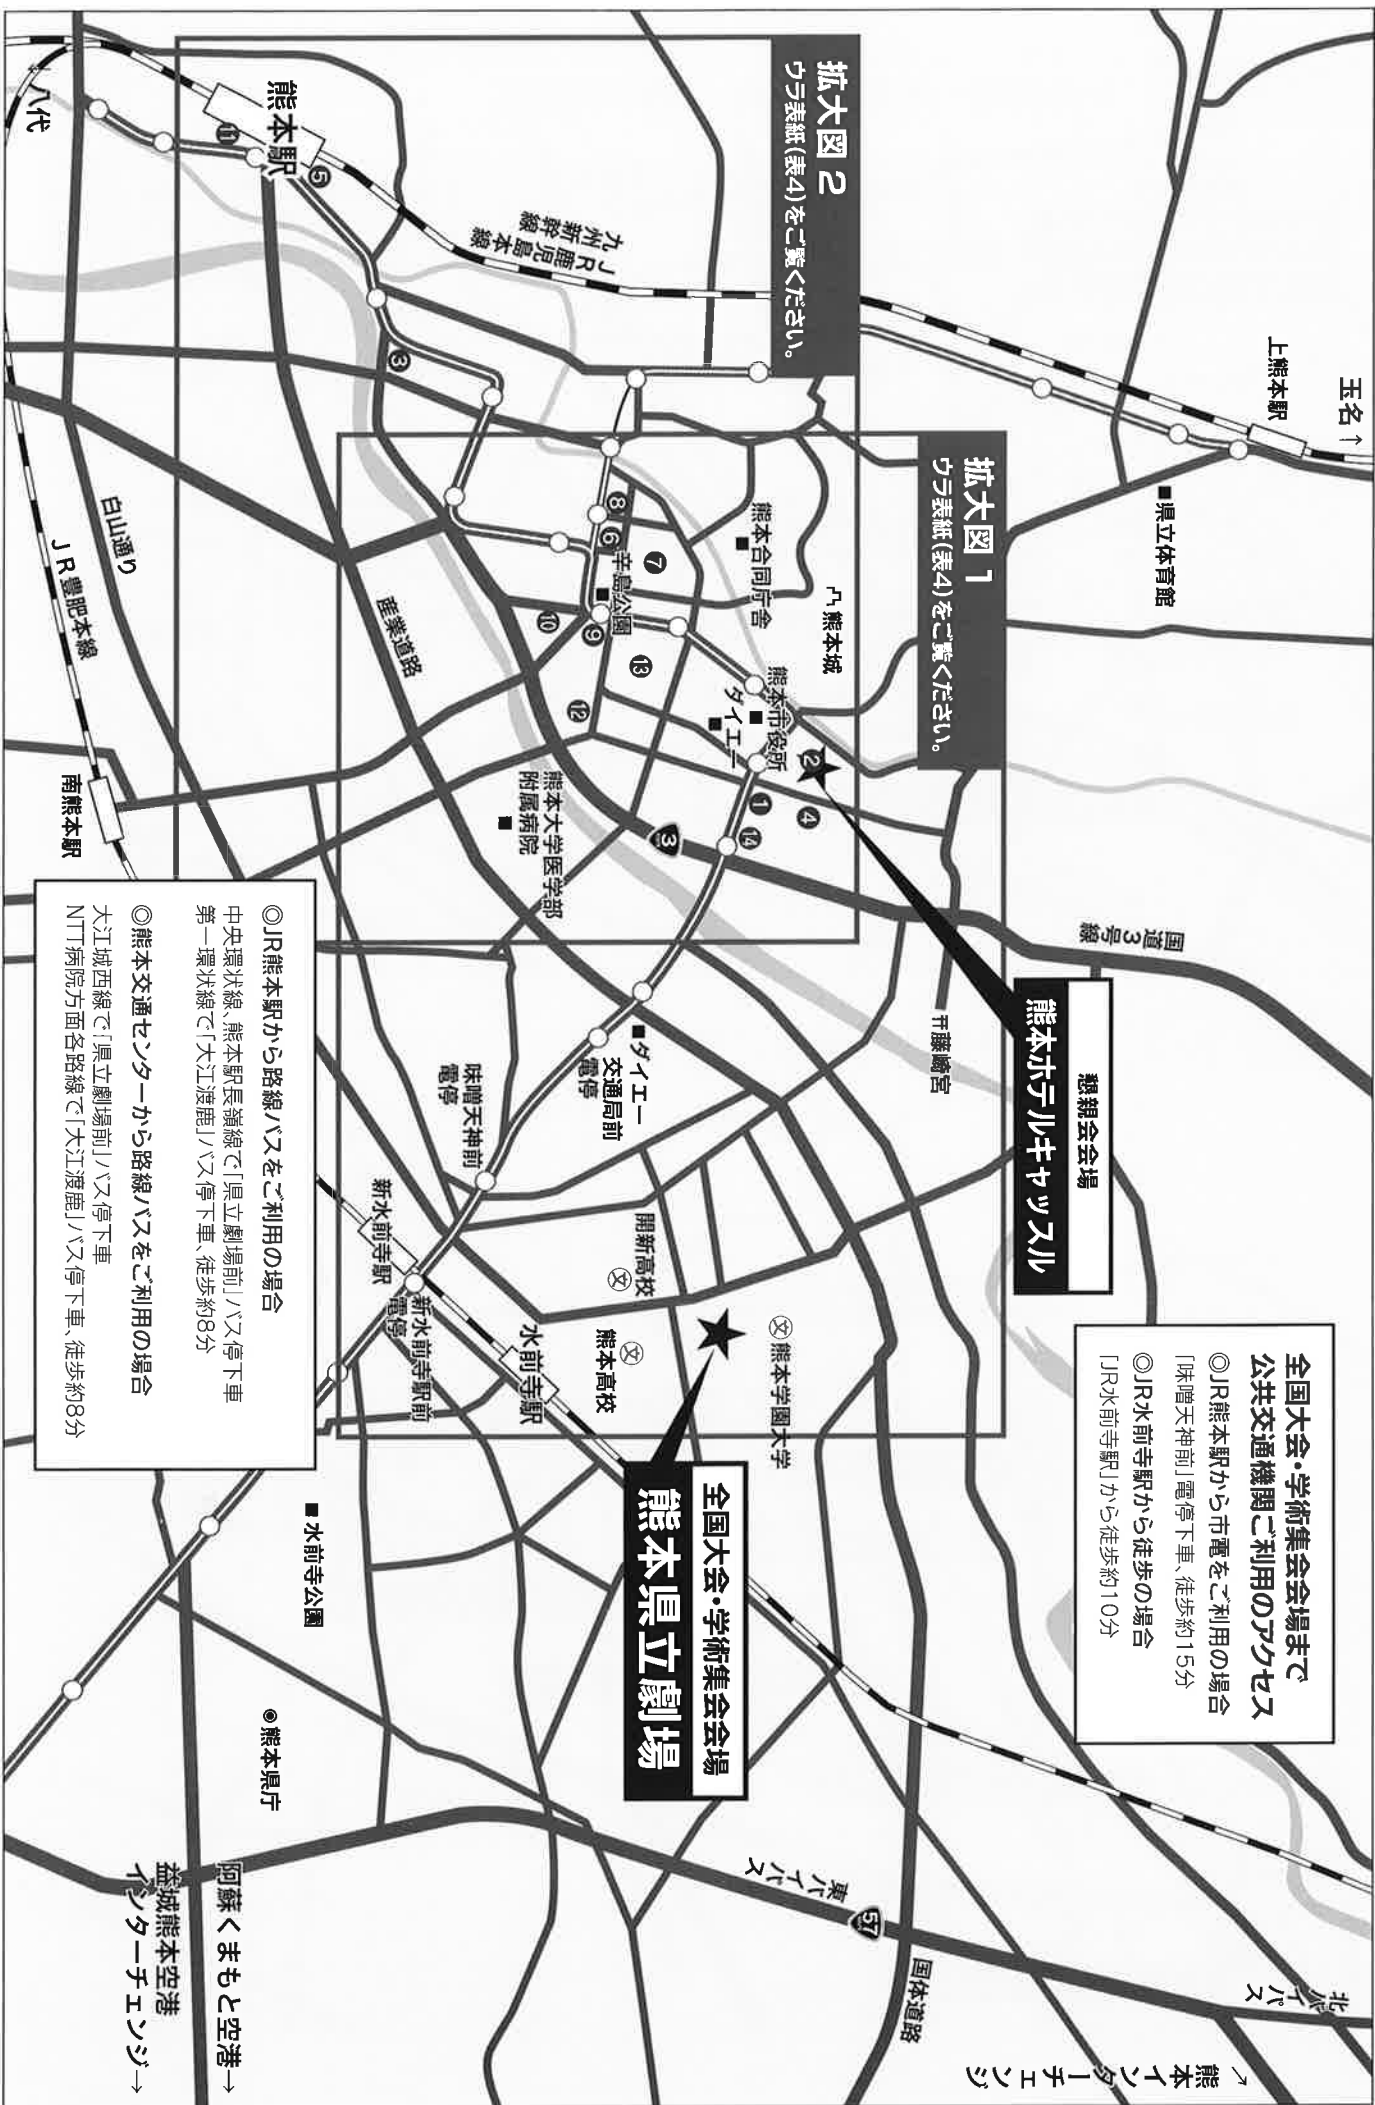 玉名↑
上熊本駅
■県立体育館
国道3号線
北バイパス
↗熊本インターチェンジ
拡大図 2
ウラ表紙(表4)をご覧ください。
拡大図 1
ウラ表紙(表4)をご覧ください。
懇親会会場
熊本ホテルキャッスル
全国大会・学術集会会場まで
公共交通機関ご利用のアクセス
◎JR熊本駅から市電をご利用の場合
「味噌天神前」電停下車、徒歩約15分
◎JR水前寺駅から徒歩の場合
「JR水前寺駅」から徒歩約10分
九州新幹線
JR鹿児島本線
熊本城
熊本合同庁舎
藤崎宮
熊本市役所
ダイエー
辛島公園
②
④
①
⑭
⑦
⑧
⑥
⑬
⑨
⑩
⑫
③
⑤
⑪
3
熊本駅
←八代
産業道路
白山通り
JR豊肥本線
南熊本駅
熊本大学医学部
附属病院
■ダイエー
交通局前
電停
味噌天神前
電停
新水前寺駅
新水前寺駅前
電停
開新高校
文
熊本高校
文
文熊本学園大学
水前寺駅
全国大会・学術集会会場
熊本県立劇場
国体道路
東バイパス
57
■水前寺公園
◎熊本県庁
阿蘇くまもと空港→
益城熊本空港
インターチェンジ→
◎JR熊本駅から路線バスをご利用の場合
中央環状線、熊本駅長嶺線で「県立劇場前」バス停下車
第一環状線で「大江渡鹿」バス停下車、徒歩約8分
◎熊本交通センターから路線バスをご利用の場合
大江城西線で「県立劇場前」バス停下車
NTT病院方面各路線で「大江渡鹿」バス停下車、徒歩約8分